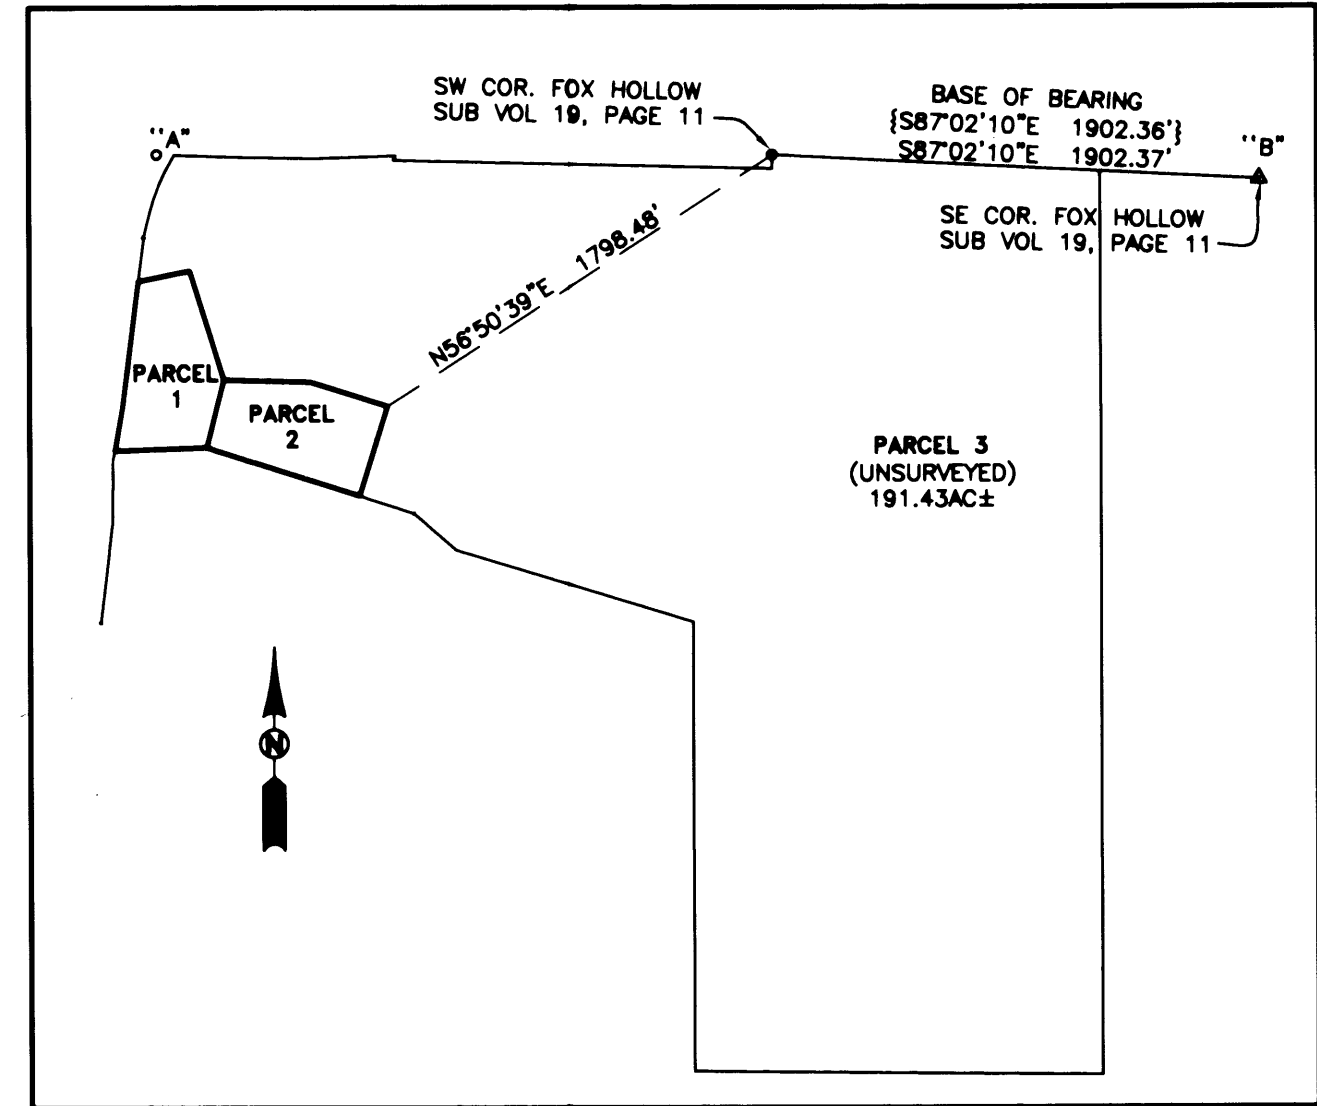 SW COR. FOX HOLLOW
SUB VOL 19, PAGE 11
BASE OF BEARING
{S87°02'10"E 1902.36'}
S87°02'10"E 1902.37'
"A"
"B"
SE COR. FOX HOLLOW
SUB VOL 19, PAGE 11
N56°50'39"E 1798.48'
PARCEL
1
PARCEL
2
PARCEL 3
(UNSURVEYED)
191.43AC±
N